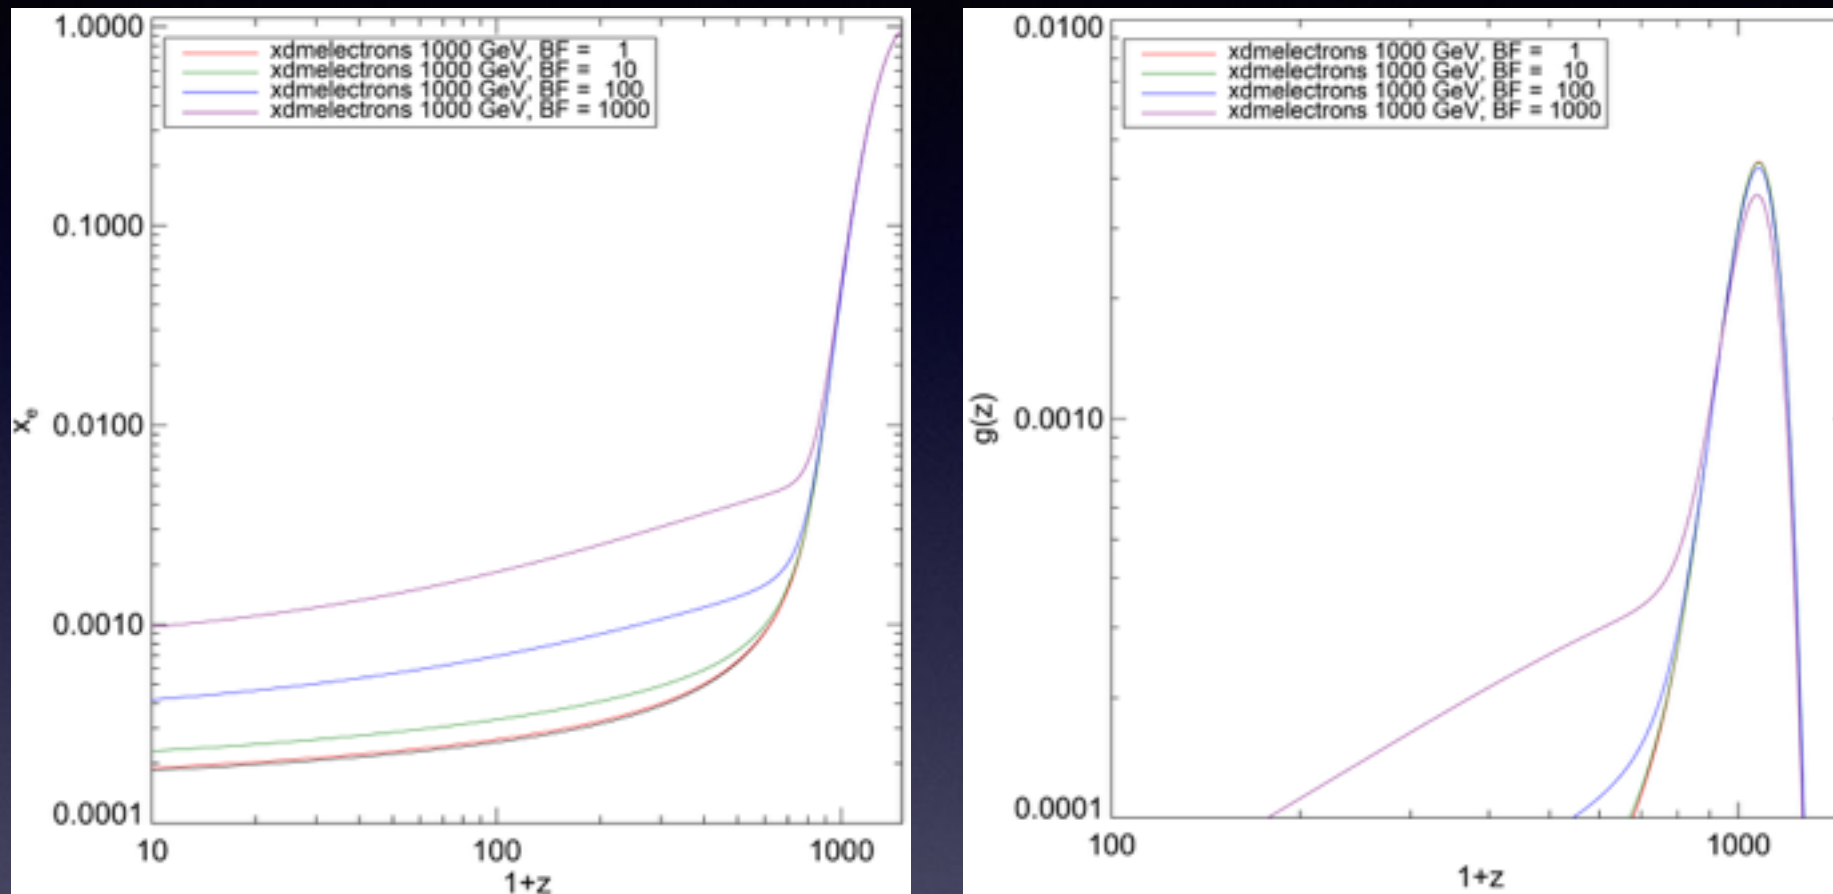 1.0000
0.1000
0.0100
0.0010
0.0001
x_e
xdmelectrons 1000 GeV, BF = 1
xdmelectrons 1000 GeV, BF = 10
xdmelectrons 1000 GeV, BF = 100
xdmelectrons 1000 GeV, BF = 1000
10 100 1000
1+z
0.0100
0.0010
0.0001
g(z)
xdmelectrons 1000 GeV, BF = 1
xdmelectrons 1000 GeV, BF = 10
xdmelectrons 1000 GeV, BF = 100
xdmelectrons 1000 GeV, BF = 1000
100 1000
1+z